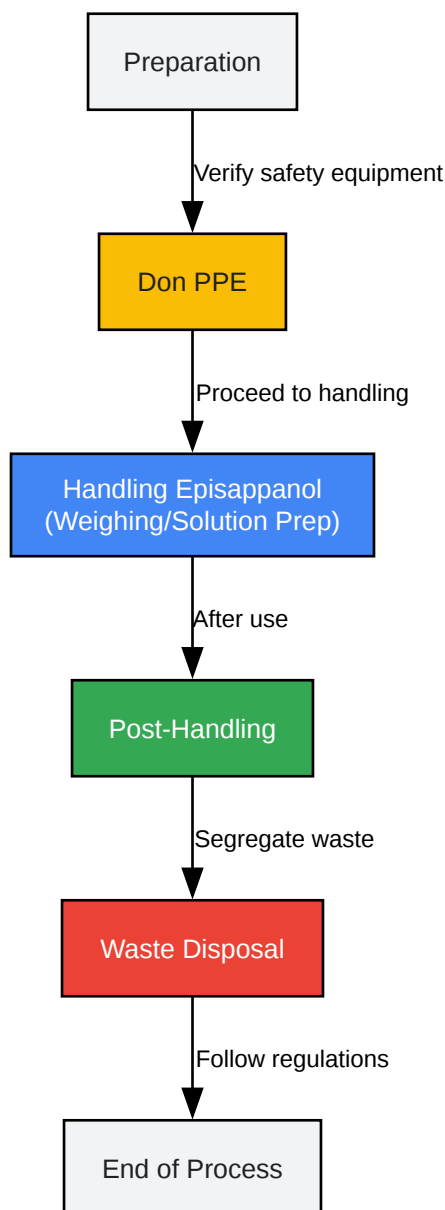 Preparation
Verify safety equipment
Don PPE
Proceed to handling
Handling Episappanol
(Weighing/Solution Prep)
After use
Post-Handling
Segregate waste
Waste Disposal
Follow regulations
End of Process